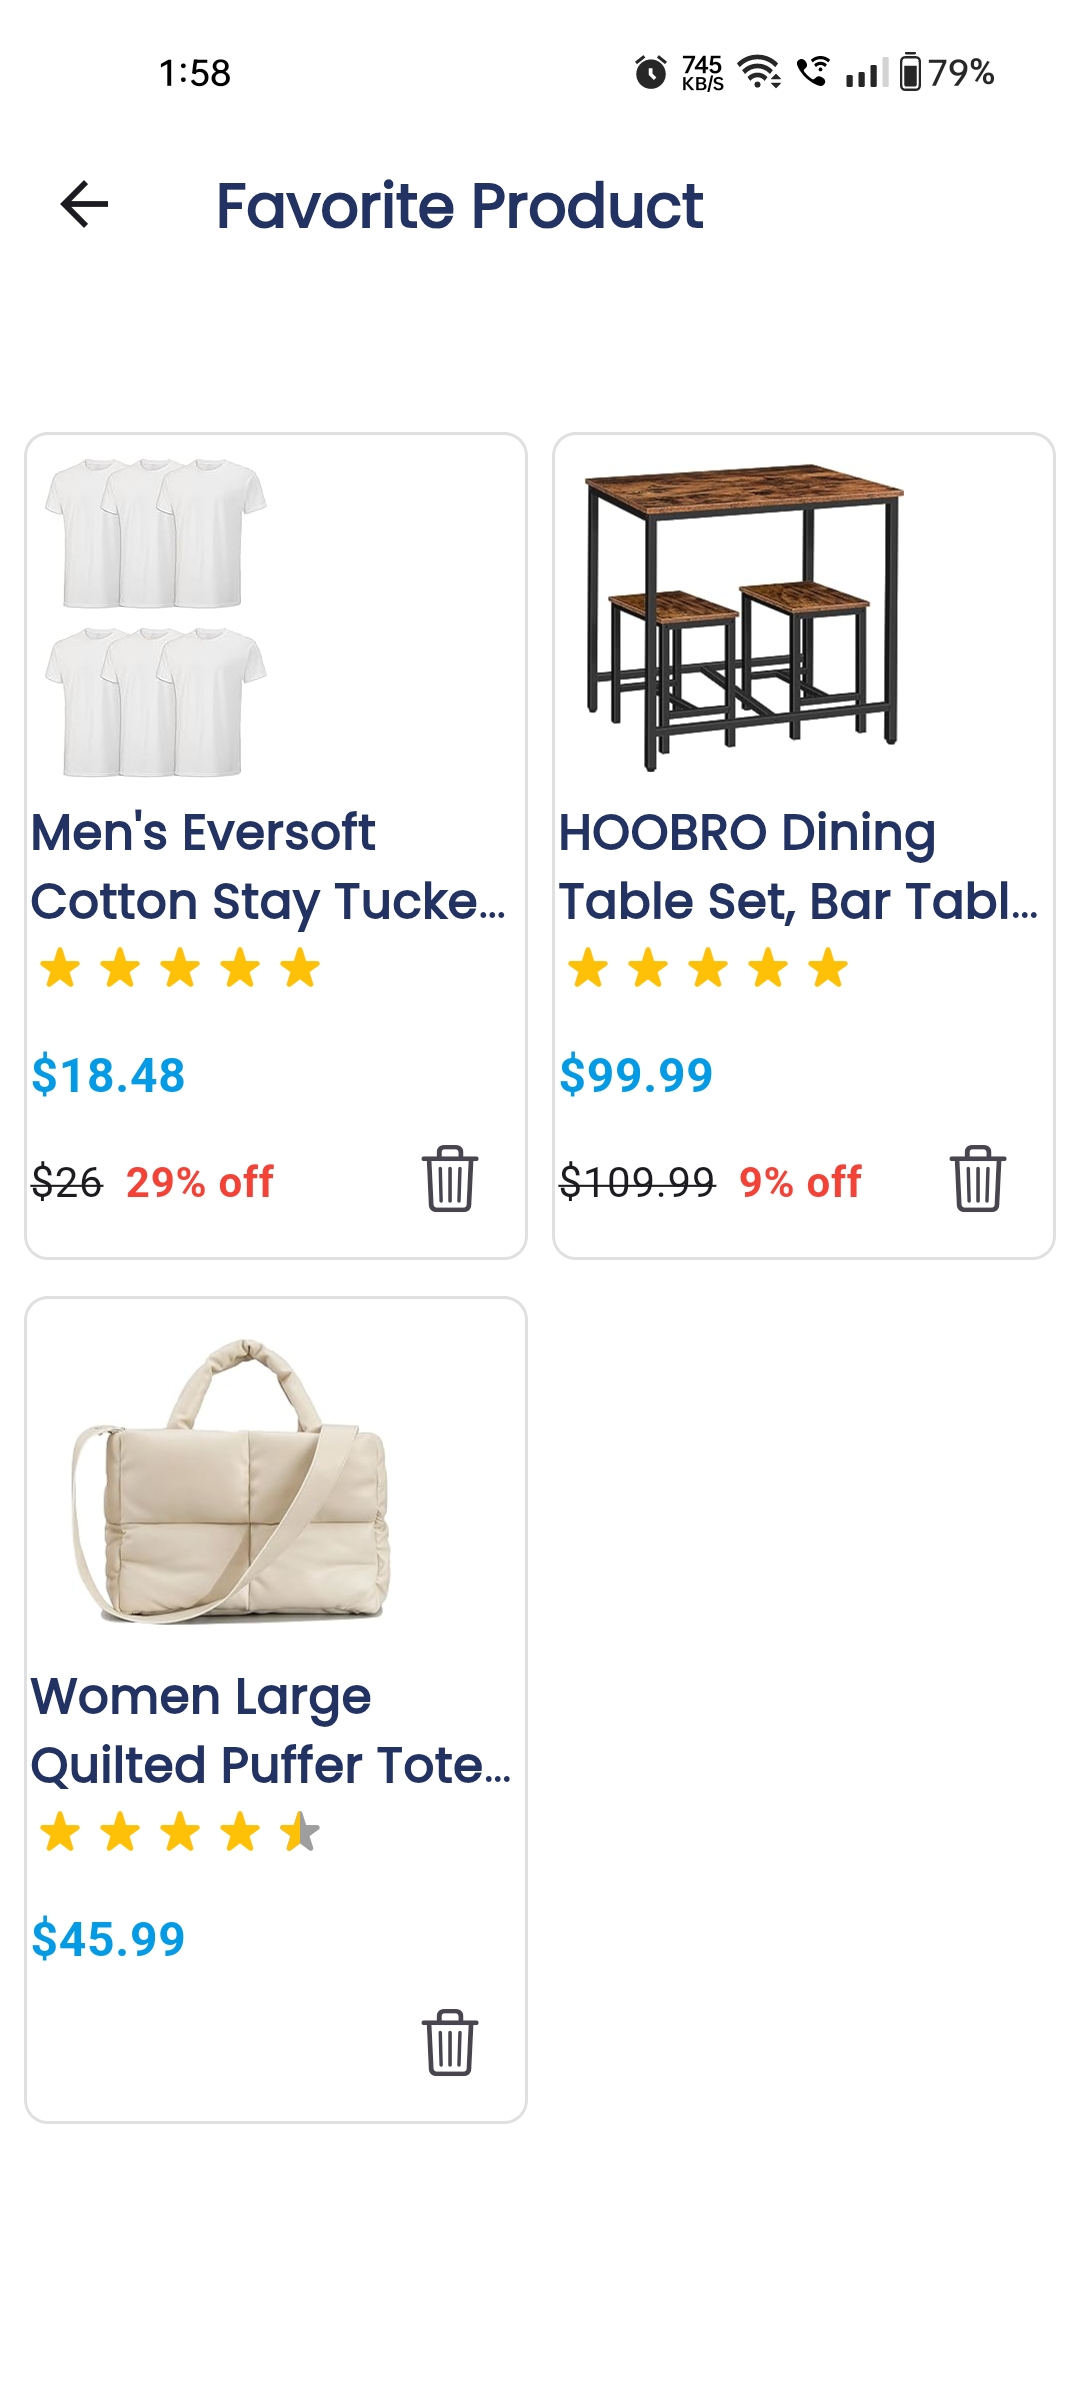 1:58
745
KB/S
79%
Favorite Product
Men's Eversoft
Cotton Stay Tucke...
$18.48
$26 29% off
HOOBRO Dining
Table Set, Bar Tabl...
$99.99
$109.99 9% off
Women Large
Quilted Puffer Tote...
$45.99